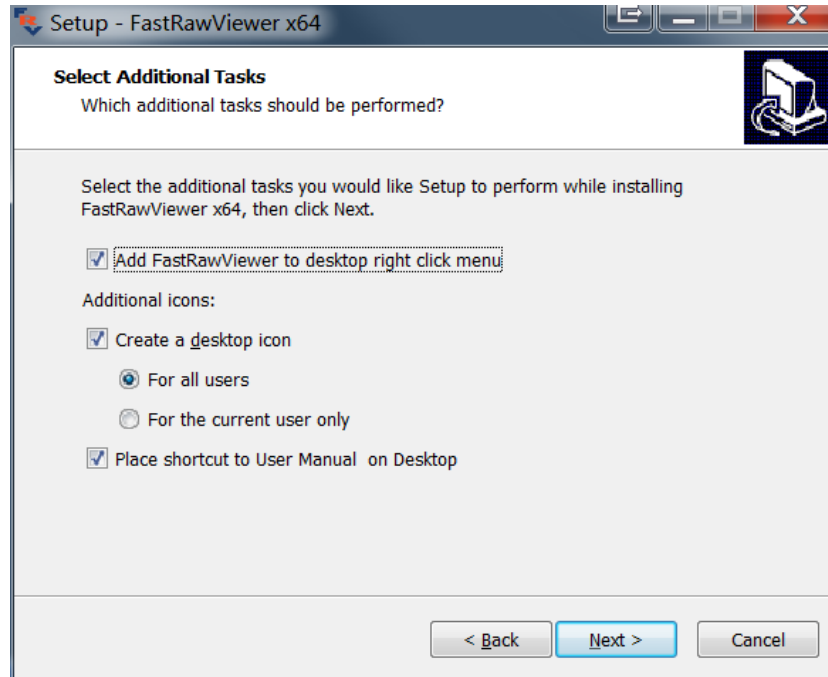 Setup - FastRawViewer x64
Select Additional Tasks
Which additional tasks should be performed?
Select the additional tasks you would like Setup to perform while installing
FastRawViewer x64, then click Next.
Add FastRawViewer to desktop right click menu
Additional icons:
Create a desktop icon
For all users
For the current user only
Place shortcut to User Manual  on Desktop
< Back
Next >
Cancel